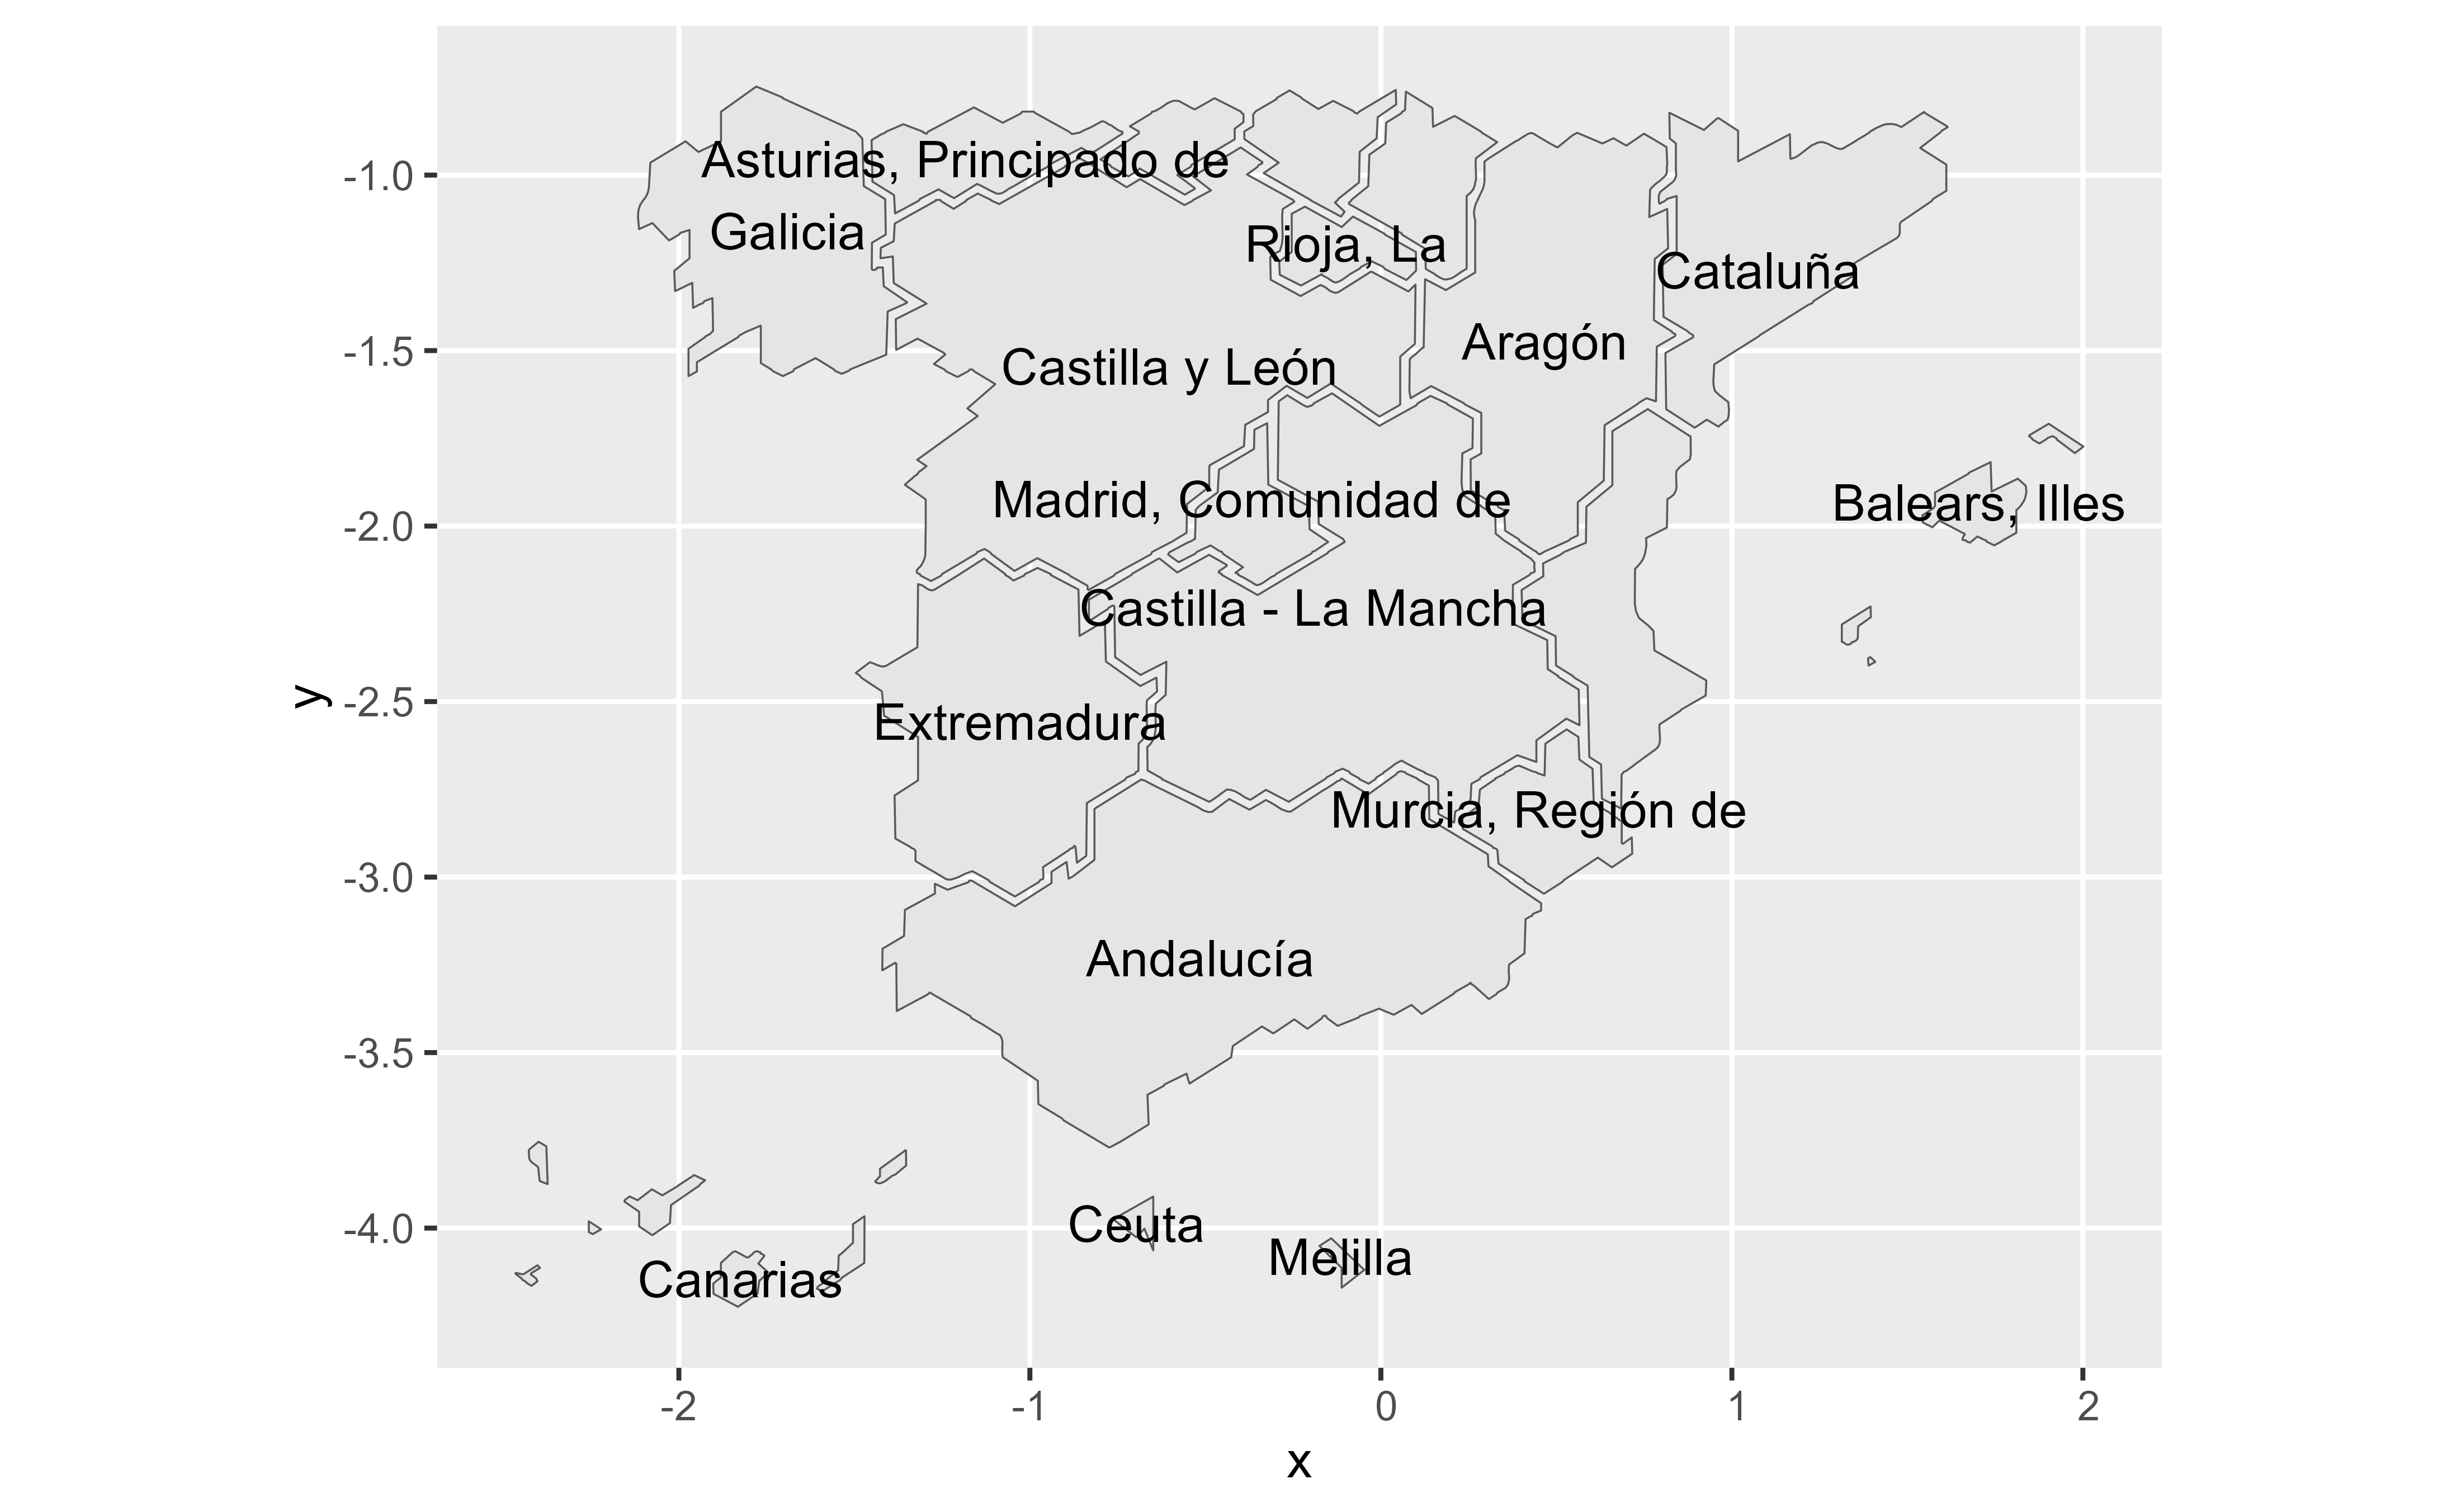 Asturias, Principado de
-1.0
Galicia
Rioja, La
Cataluña
-1.5
Aragón
Castilla y León
Madrid, Comunidad de
Balears, Illes
-2.0
Castilla - La Mancha
y
-2.5
Extremadura
Murcia, Región de
-3.0
Andalucía
-3.5
-4.0
Ceuta
Melilla
Canarias
-2
-1
0
1
2
x